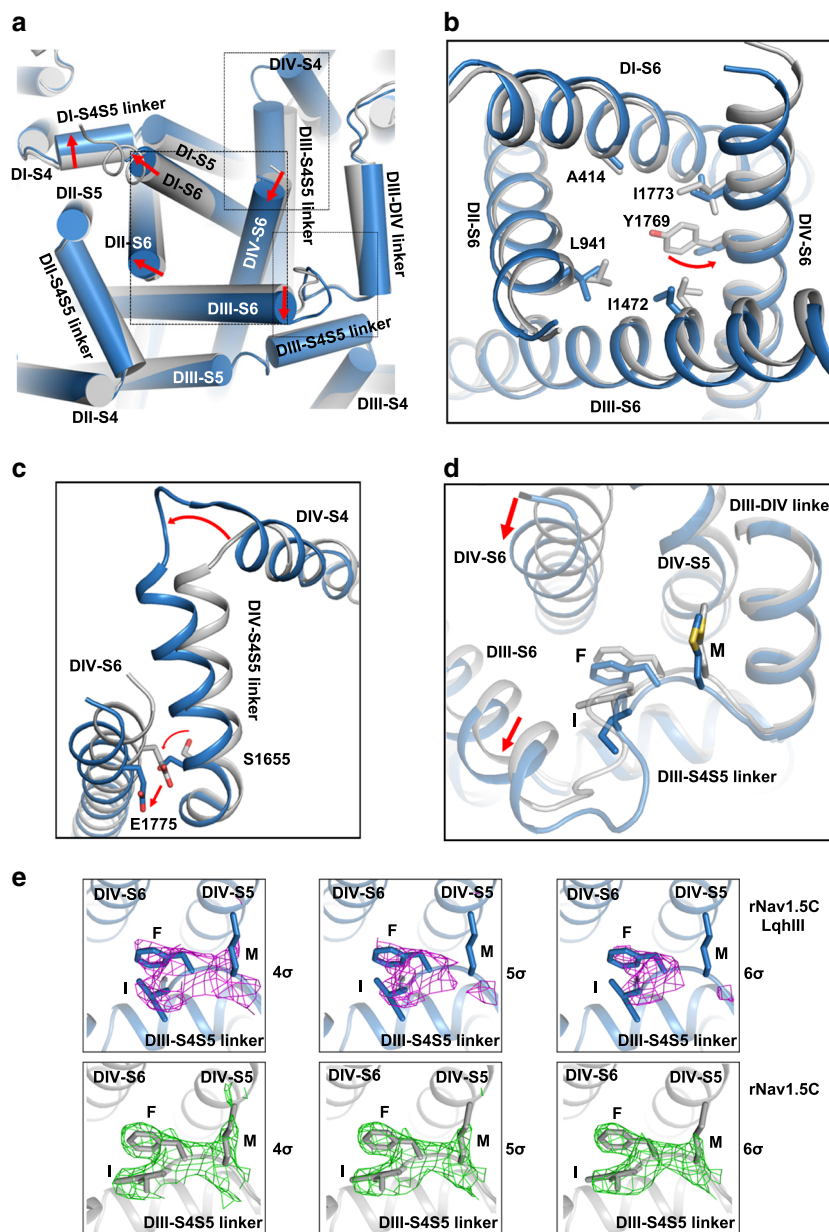 a
DIV-S4
DI-S4S5 linker
DI-S4
DI-S5
DI-S6
DII-S5
DIII-S4S5 linker
DIII-DIV linker
DII-S6
DIV-S6
DII-S4S5 linker
DIII-S6
DIII-S4S5 linker
DII-S4
DIII-S5
DIII-S4
b
DI-S6
A414
I1773
Y1769
DII-S6
DIV-S6
L941
I1472
DIII-S6
c
DIV-S4
DIV-S4S5 linker
DIV-S6
S1655
E1775
d
DIII-DIV linke
DIV-S6
DIV-S5
DIII-S6
F
M
I
DIII-S4S5 linker
e
DIV-S6 DIV-S5
F
M
I
DIII-S4S5 linker
4σ
DIV-S6 DIV-S5
F
M
I
DIII-S4S5 linker
5σ
DIV-S6 DIV-S5
F
M
I
DIII-S4S5 linker
6σ
rNav1.5C
LqhIII
DIV-S6 DIV-S5
F
M
I
DIII-S4S5 linker
4σ
DIV-S6 DIV-S5
F
M
I
DIII-S4S5 linker
5σ
DIV-S6 DIV-S5
F
M
I
DIII-S4S5 linker
6σ
rNav1.5C